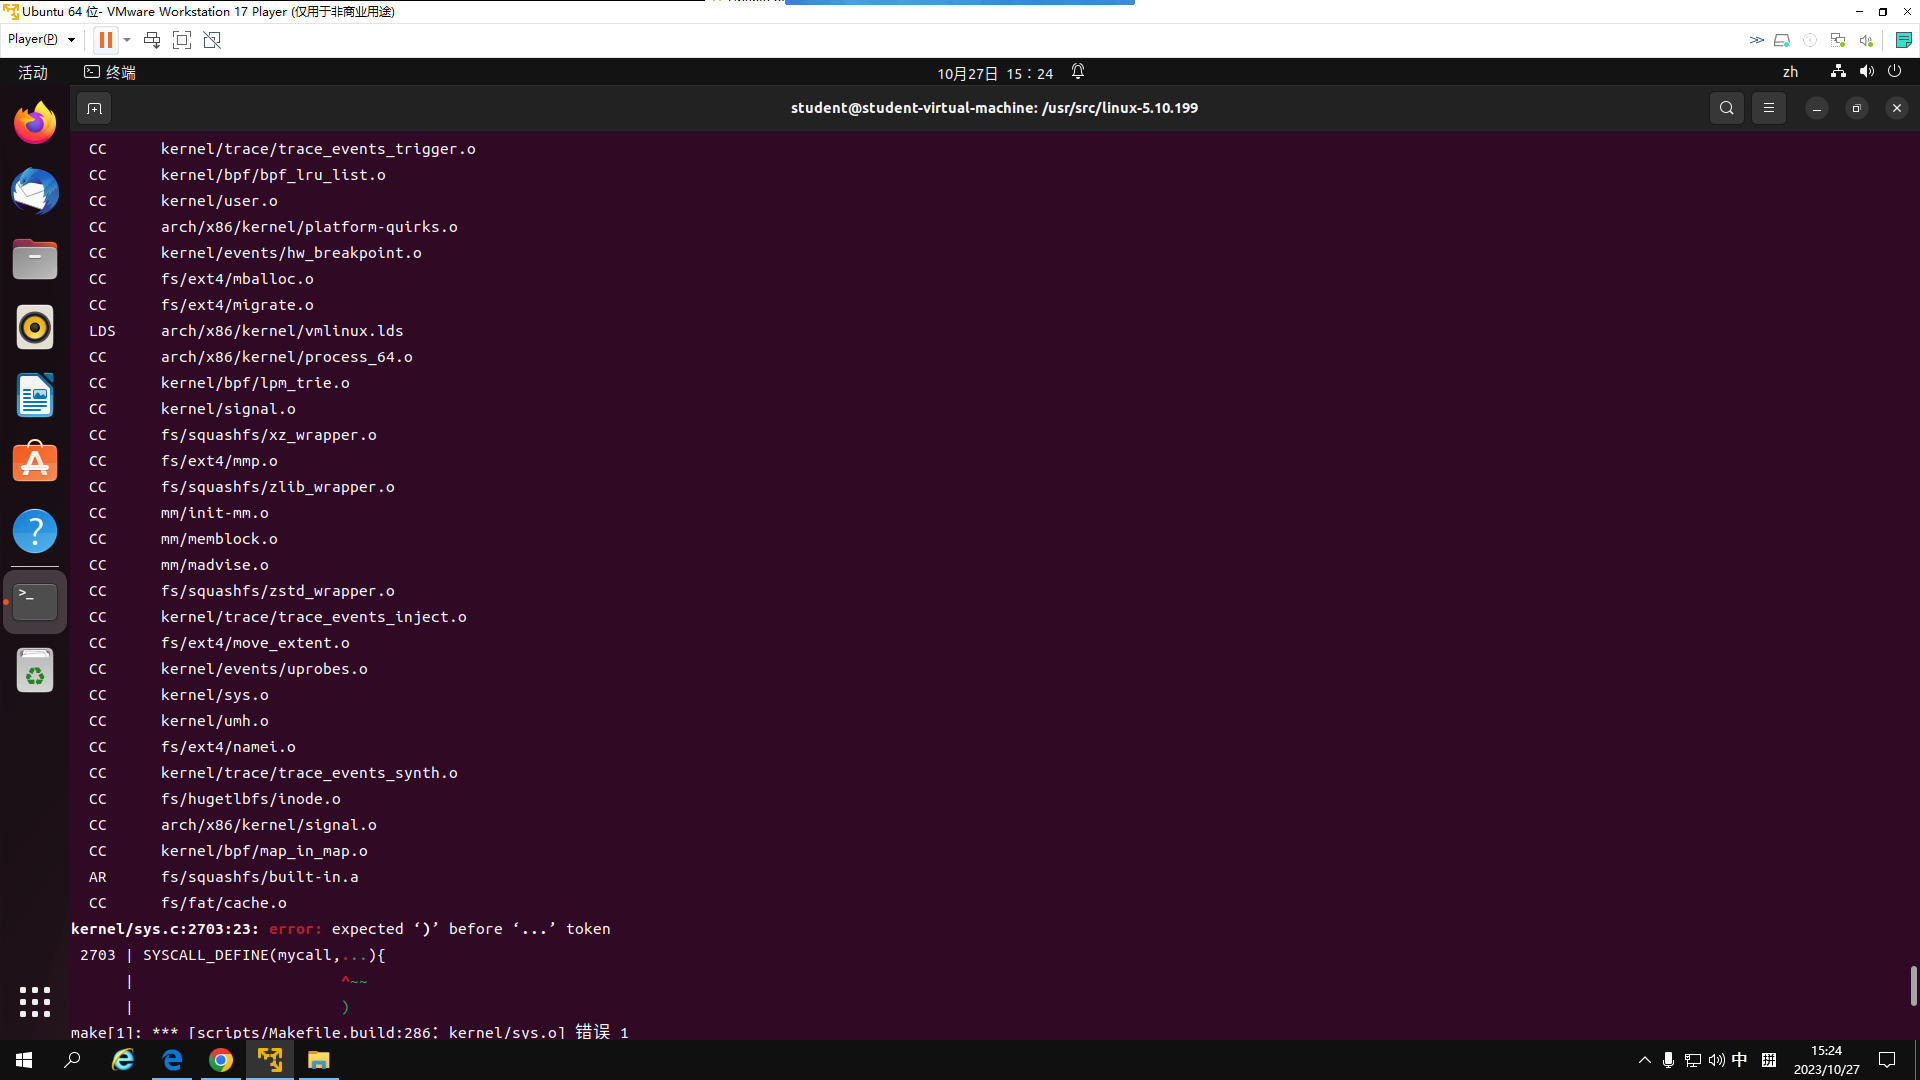 Ubuntu 64 位- VMware Workstation 17 Player (仅用于非商业用途)
Player(P)
活动 终端 10月27日 15:24 zh
student@student-virtual-machine: /usr/src/linux-5.10.199
CC kernel/trace/trace_events_trigger.o
CC kernel/bpf/bpf_lru_list.o
CC kernel/user.o
CC arch/x86/kernel/platform-quirks.o
CC kernel/events/hw_breakpoint.o
CC fs/ext4/mballoc.o
CC fs/ext4/migrate.o
LDS arch/x86/kernel/vmlinux.lds
CC arch/x86/kernel/process_64.o
CC kernel/bpf/lpm_trie.o
CC kernel/signal.o
CC fs/squashfs/xz_wrapper.o
CC fs/ext4/mmp.o
CC fs/squashfs/zlib_wrapper.o
CC mm/init-mm.o
CC mm/memblock.o
CC mm/madvise.o
CC fs/squashfs/zstd_wrapper.o
CC kernel/trace/trace_events_inject.o
CC fs/ext4/move_extent.o
CC kernel/events/uprobes.o
CC kernel/sys.o
CC kernel/umh.o
CC fs/ext4/namei.o
CC kernel/trace/trace_events_synth.o
CC fs/hugetlbfs/inode.o
CC arch/x86/kernel/signal.o
CC kernel/bpf/map_in_map.o
AR fs/squashfs/built-in.a
CC fs/fat/cache.o
kernel/sys.c:2703:23: error: expected ‘)’ before ‘...’ token
2703 | SYSCALL_DEFINE(mycall,...){
| ^~~
| )
make[1]: *** [scripts/Makefile.build:286：kernel/sys.o] 错误 1
中
15:24
2023/10/27